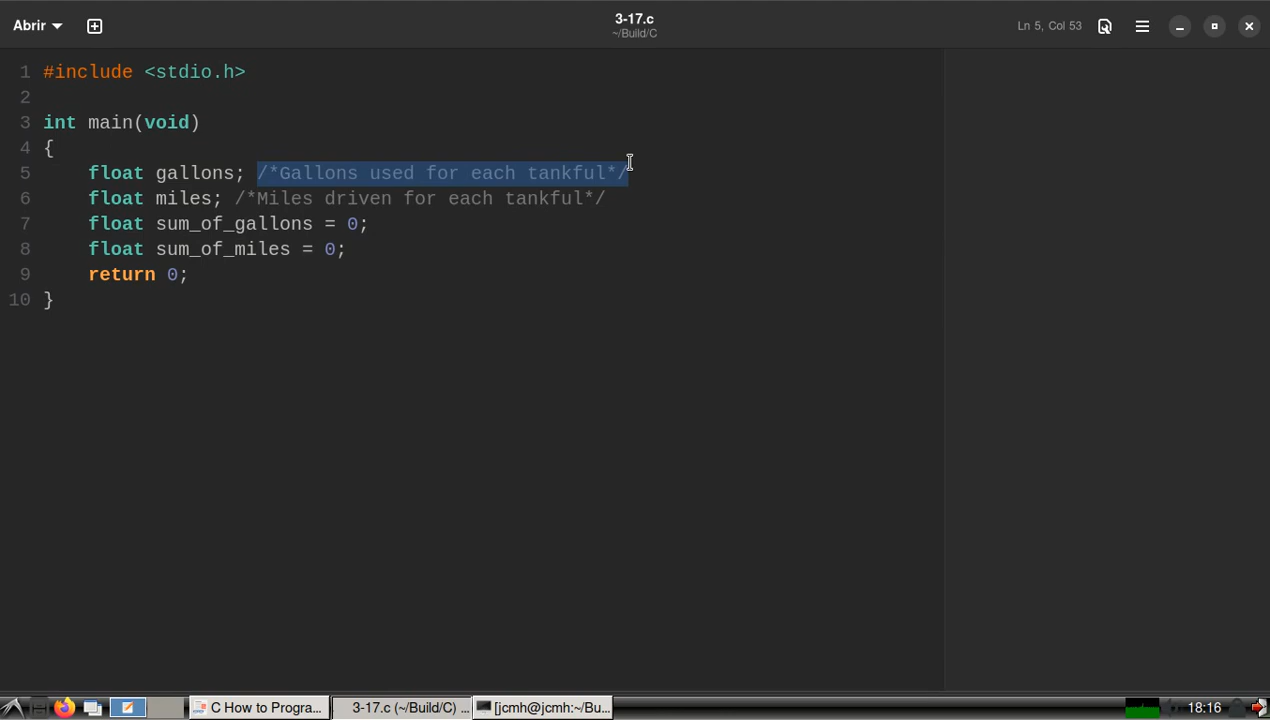 Abrir
3-17.c
~/Build/C
Ln 5, Col 53
1 #include <stdio.h>
2
3 int main(void)
4 {
5     float gallons; /*Gallons used for each tankful*/
6     float miles; /*Miles driven for each tankful*/
7     float sum_of_gallons = 0;
8     float sum_of_miles = 0;
9     return 0;
10 }
C How to Progra...
3-17.c (~/Build/C) ...
[jcmh@jcmh:~/Bu...
18:16